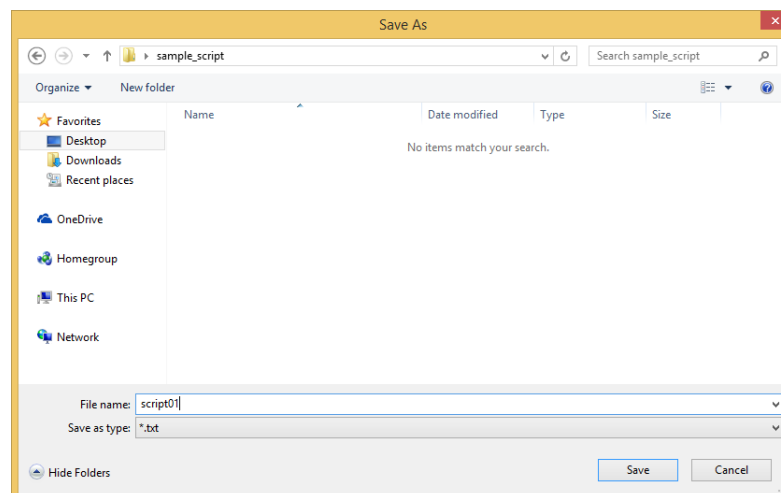 Save As
sample_script
Search sample_script
Organize
New folder
Name
Date modified
Type
Size
No items match your search.
Favorites
Desktop
Downloads
Recent places
OneDrive
Homegroup
This PC
Network
File name: script01
Save as type: *.txt
Hide Folders
Save
Cancel